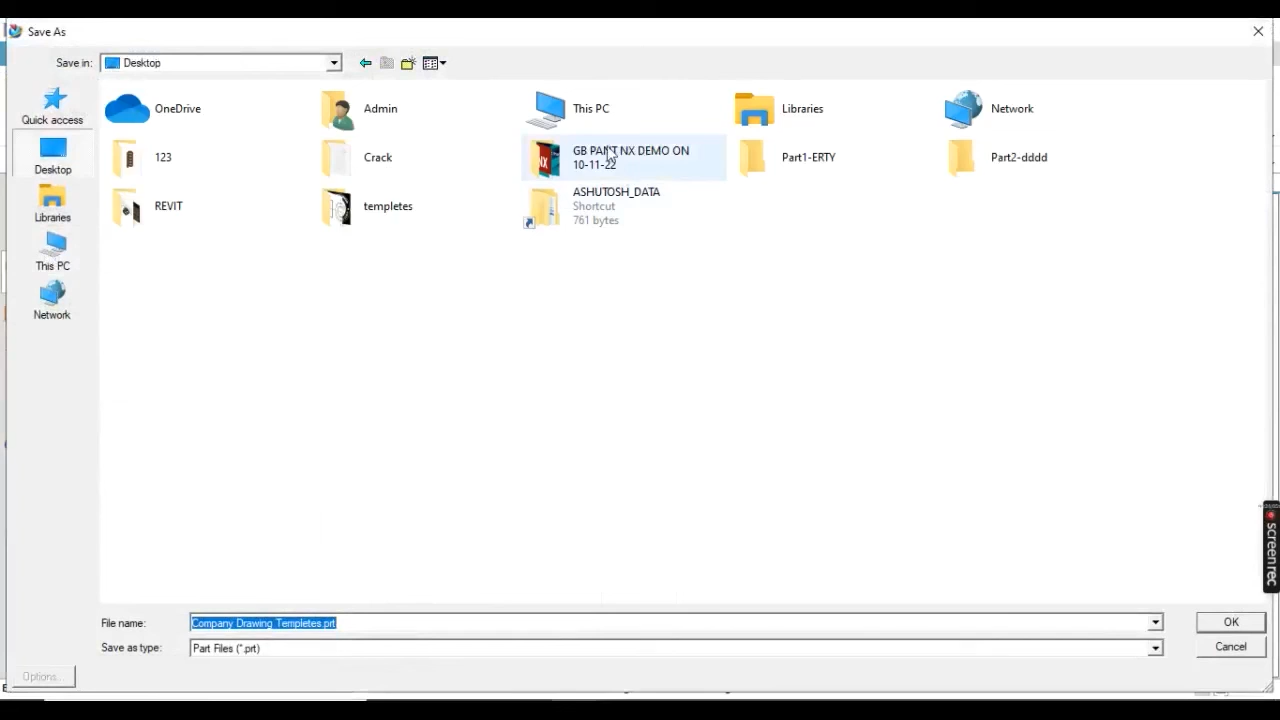 Save As
Save in:
Desktop
Quick access
Desktop
Libraries
This PC
Network
OneDrive
Admin
This PC
Libraries
Network
123
Crack
GB PANT NX DEMO ON
10-11-22
Part1-ERTY
Part2-dddd
REVIT
templetes
ASHUTOSH_DATA
Shortcut
761 bytes
screenrec
File name:
Company Drawing Templetes.prt
OK
Save as type:
Part Files (*.prt)
Cancel
Options...